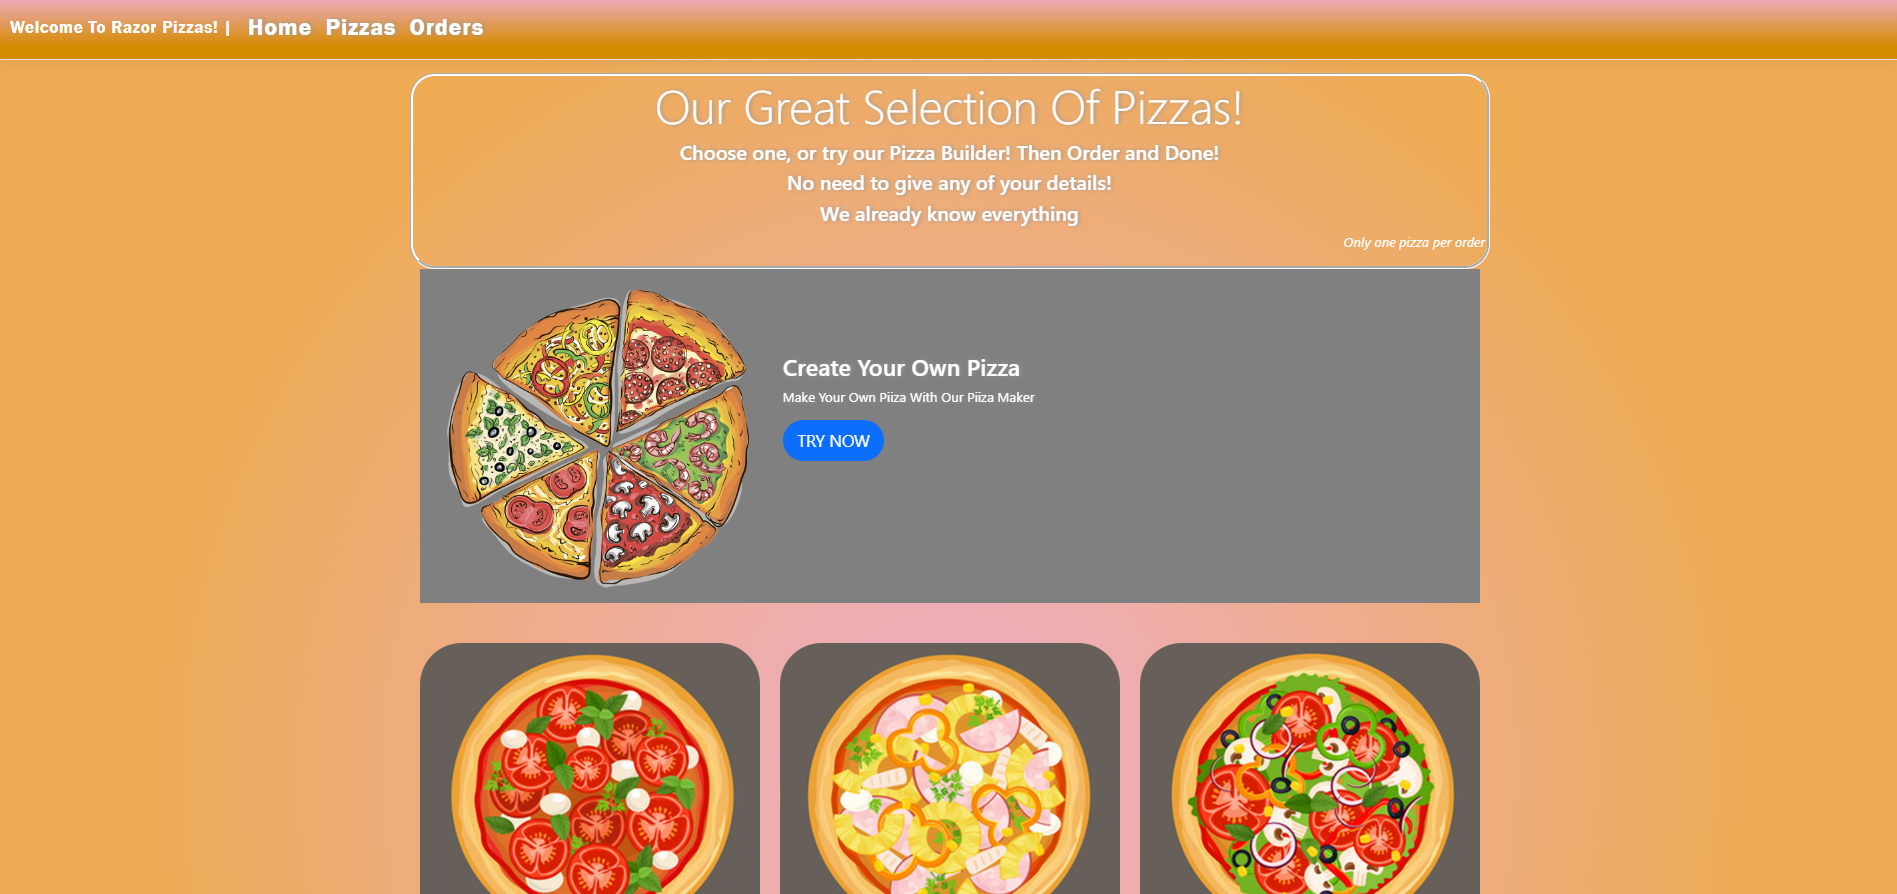 Welcome To Razor Pizzas! | Home Pizzas Orders
Our Great Selection Of Pizzas!
Choose one, or try our Pizza Builder! Then Order and Done!
No need to give any of your details!
We already know everything
Only one pizza per order
Create Your Own Pizza
Make Your Own Piiza With Our Piiza Maker
TRY NOW